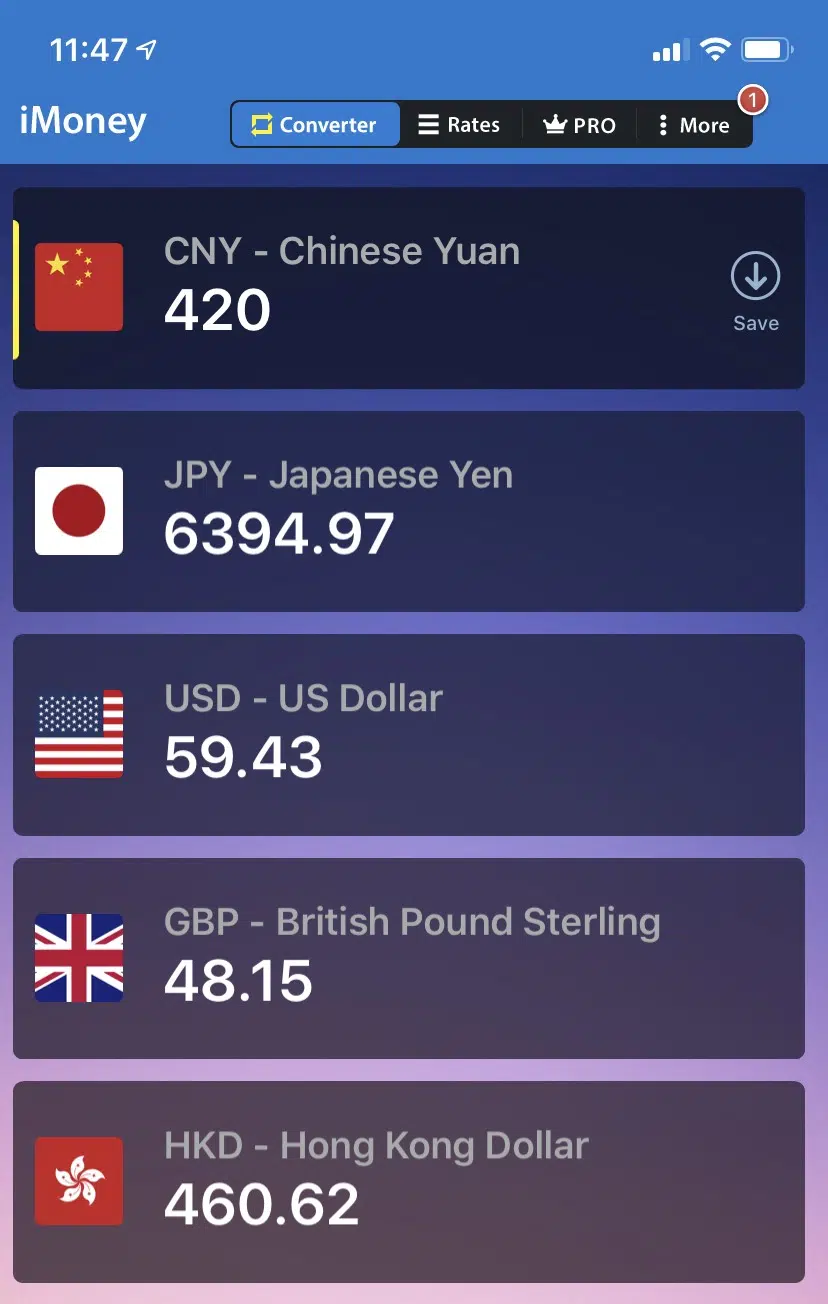 11:47
iMoney
Converter Rates PRO More 1
CNY - Chinese Yuan
420
Save
JPY - Japanese Yen
6394.97
USD - US Dollar
59.43
GBP - British Pound Sterling
48.15
HKD - Hong Kong Dollar
460.62